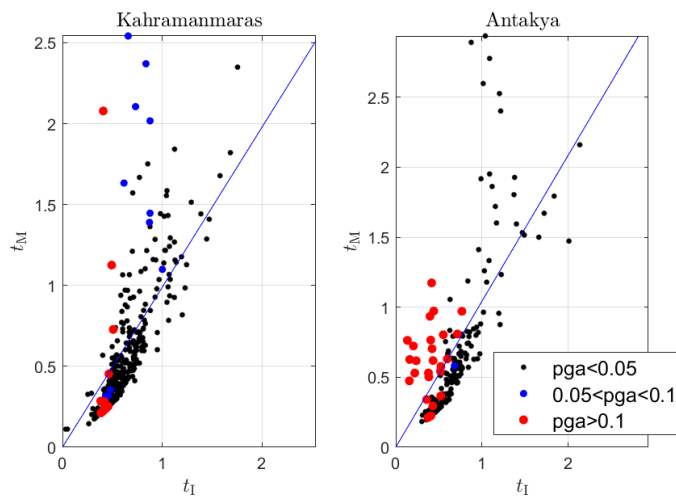 Kahramanmaras
2.5
2
1.5
1
0.5
0
0
1
2
t_M
t_I
Antakya
2.5
2
1.5
1
0.5
0
0
1
2
t_M
t_I
pga<0.05
0.05<pga<0.1
pga>0.1